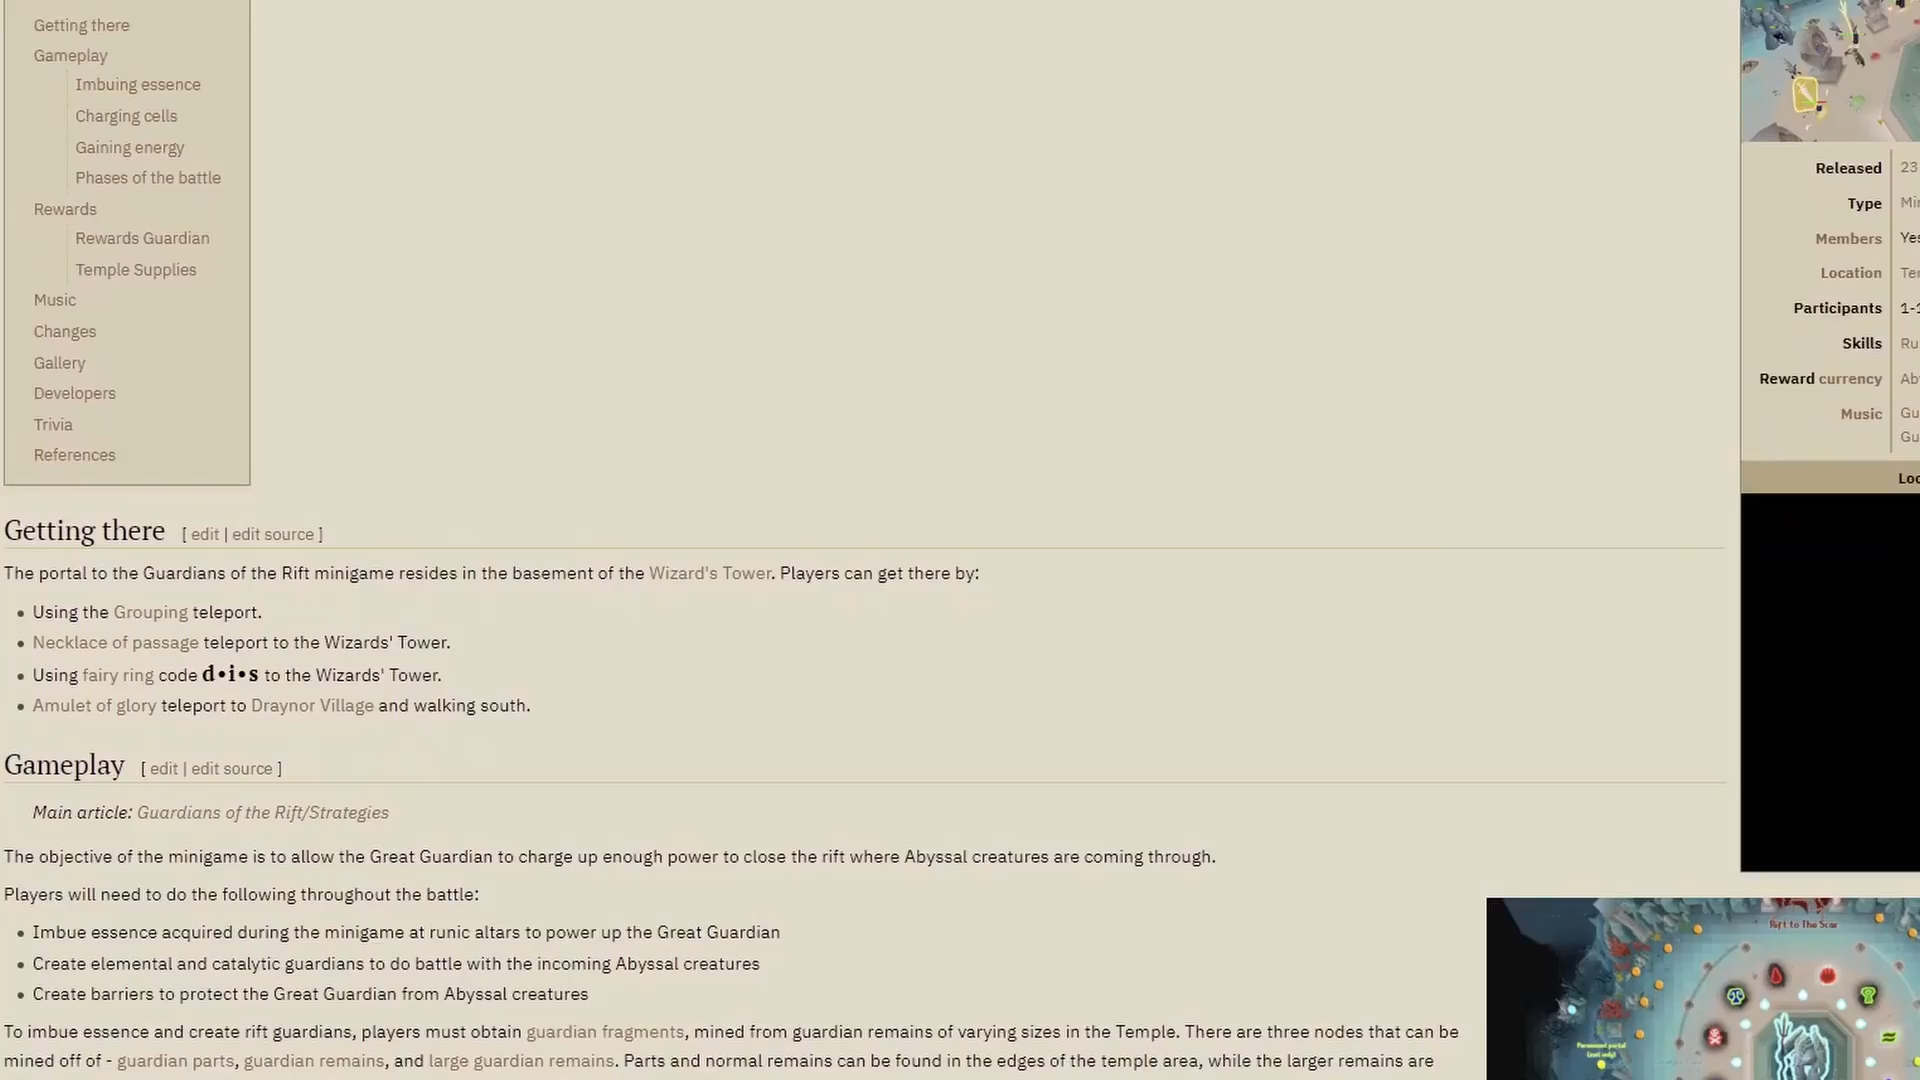 Getting there
Gameplay
Imbuing essence
Charging cells
Gaining energy
Phases of the battle
Rewards
Rewards Guardian
Temple Supplies
Music
Changes
Gallery
Developers
Trivia
References
Released 23
Type
Members Yes
Location
Participants 1-1
Skills Ru
Reward currency
Music Gu
Gu
Getting there [ edit | edit source ]
The portal to the Guardians of the Rift minigame resides in the basement of the Wizard's Tower. Players can get there by:
• Using the Grouping teleport.
• Necklace of passage teleport to the Wizards' Tower.
• Using fairy ring code d•i•s to the Wizards' Tower.
• Amulet of glory teleport to Draynor Village and walking south.
Gameplay [ edit | edit source ]
Main article: Guardians of the Rift/Strategies
The objective of the minigame is to allow the Great Guardian to charge up enough power to close the rift where Abyssal creatures are coming through.
Players will need to do the following throughout the battle:
• Imbue essence acquired during the minigame at runic altars to power up the Great Guardian
• Create elemental and catalytic guardians to do battle with the incoming Abyssal creatures
• Create barriers to protect the Great Guardian from Abyssal creatures
To imbue essence and create rift guardians, players must obtain guardian fragments, mined from guardian remains of varying sizes in the Temple. There are three nodes that can be
mined off of - guardian parts, guardian remains, and large guardian remains. Parts and normal remains can be found in the edges of the temple area, while the larger remains are
Rift to The Scar